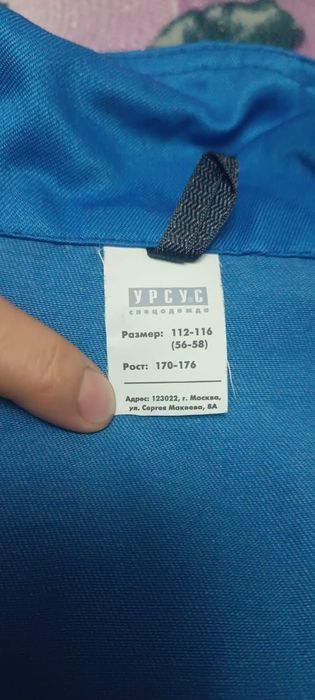 УРСУС
спецодежда
Размер: 112-116
(56-58)
Рост: 170-176
Адрес: 123022, г. Москва,
ул. Сергея Макеева, 8А